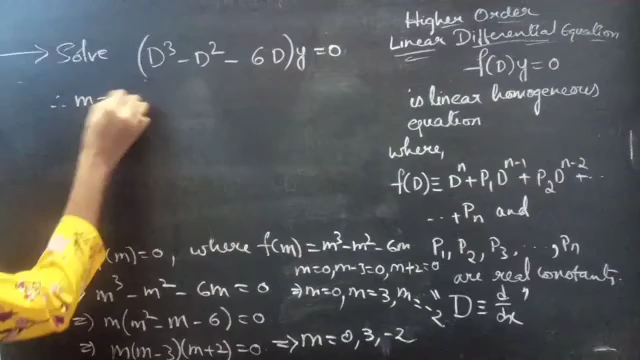 → Solve (D³ - D² - 6D)y = 0
∴ m =
(m) = 0, where f(m) = m³ - m² - 6m
m=0, m-3=0, m+2=0
m³ - m² - 6m = 0 ⇒ m=0, m=3, m=-2
⇒ m(m² - m - 6) = 0
⇒ m(m-3)(m+2) = 0 ⇒ m = 0, 3, -2
Higher Order
Linear Differential Equation
f(D)y = 0
is linear homogeneous
equation
where,
f(D) ≡ Dⁿ + P₁Dⁿ⁻¹ + P₂Dⁿ⁻² + ...
...+Pn and
P₁, P₂, P₃, ..., Pn
are real constants.
"D ≡ d/dx"